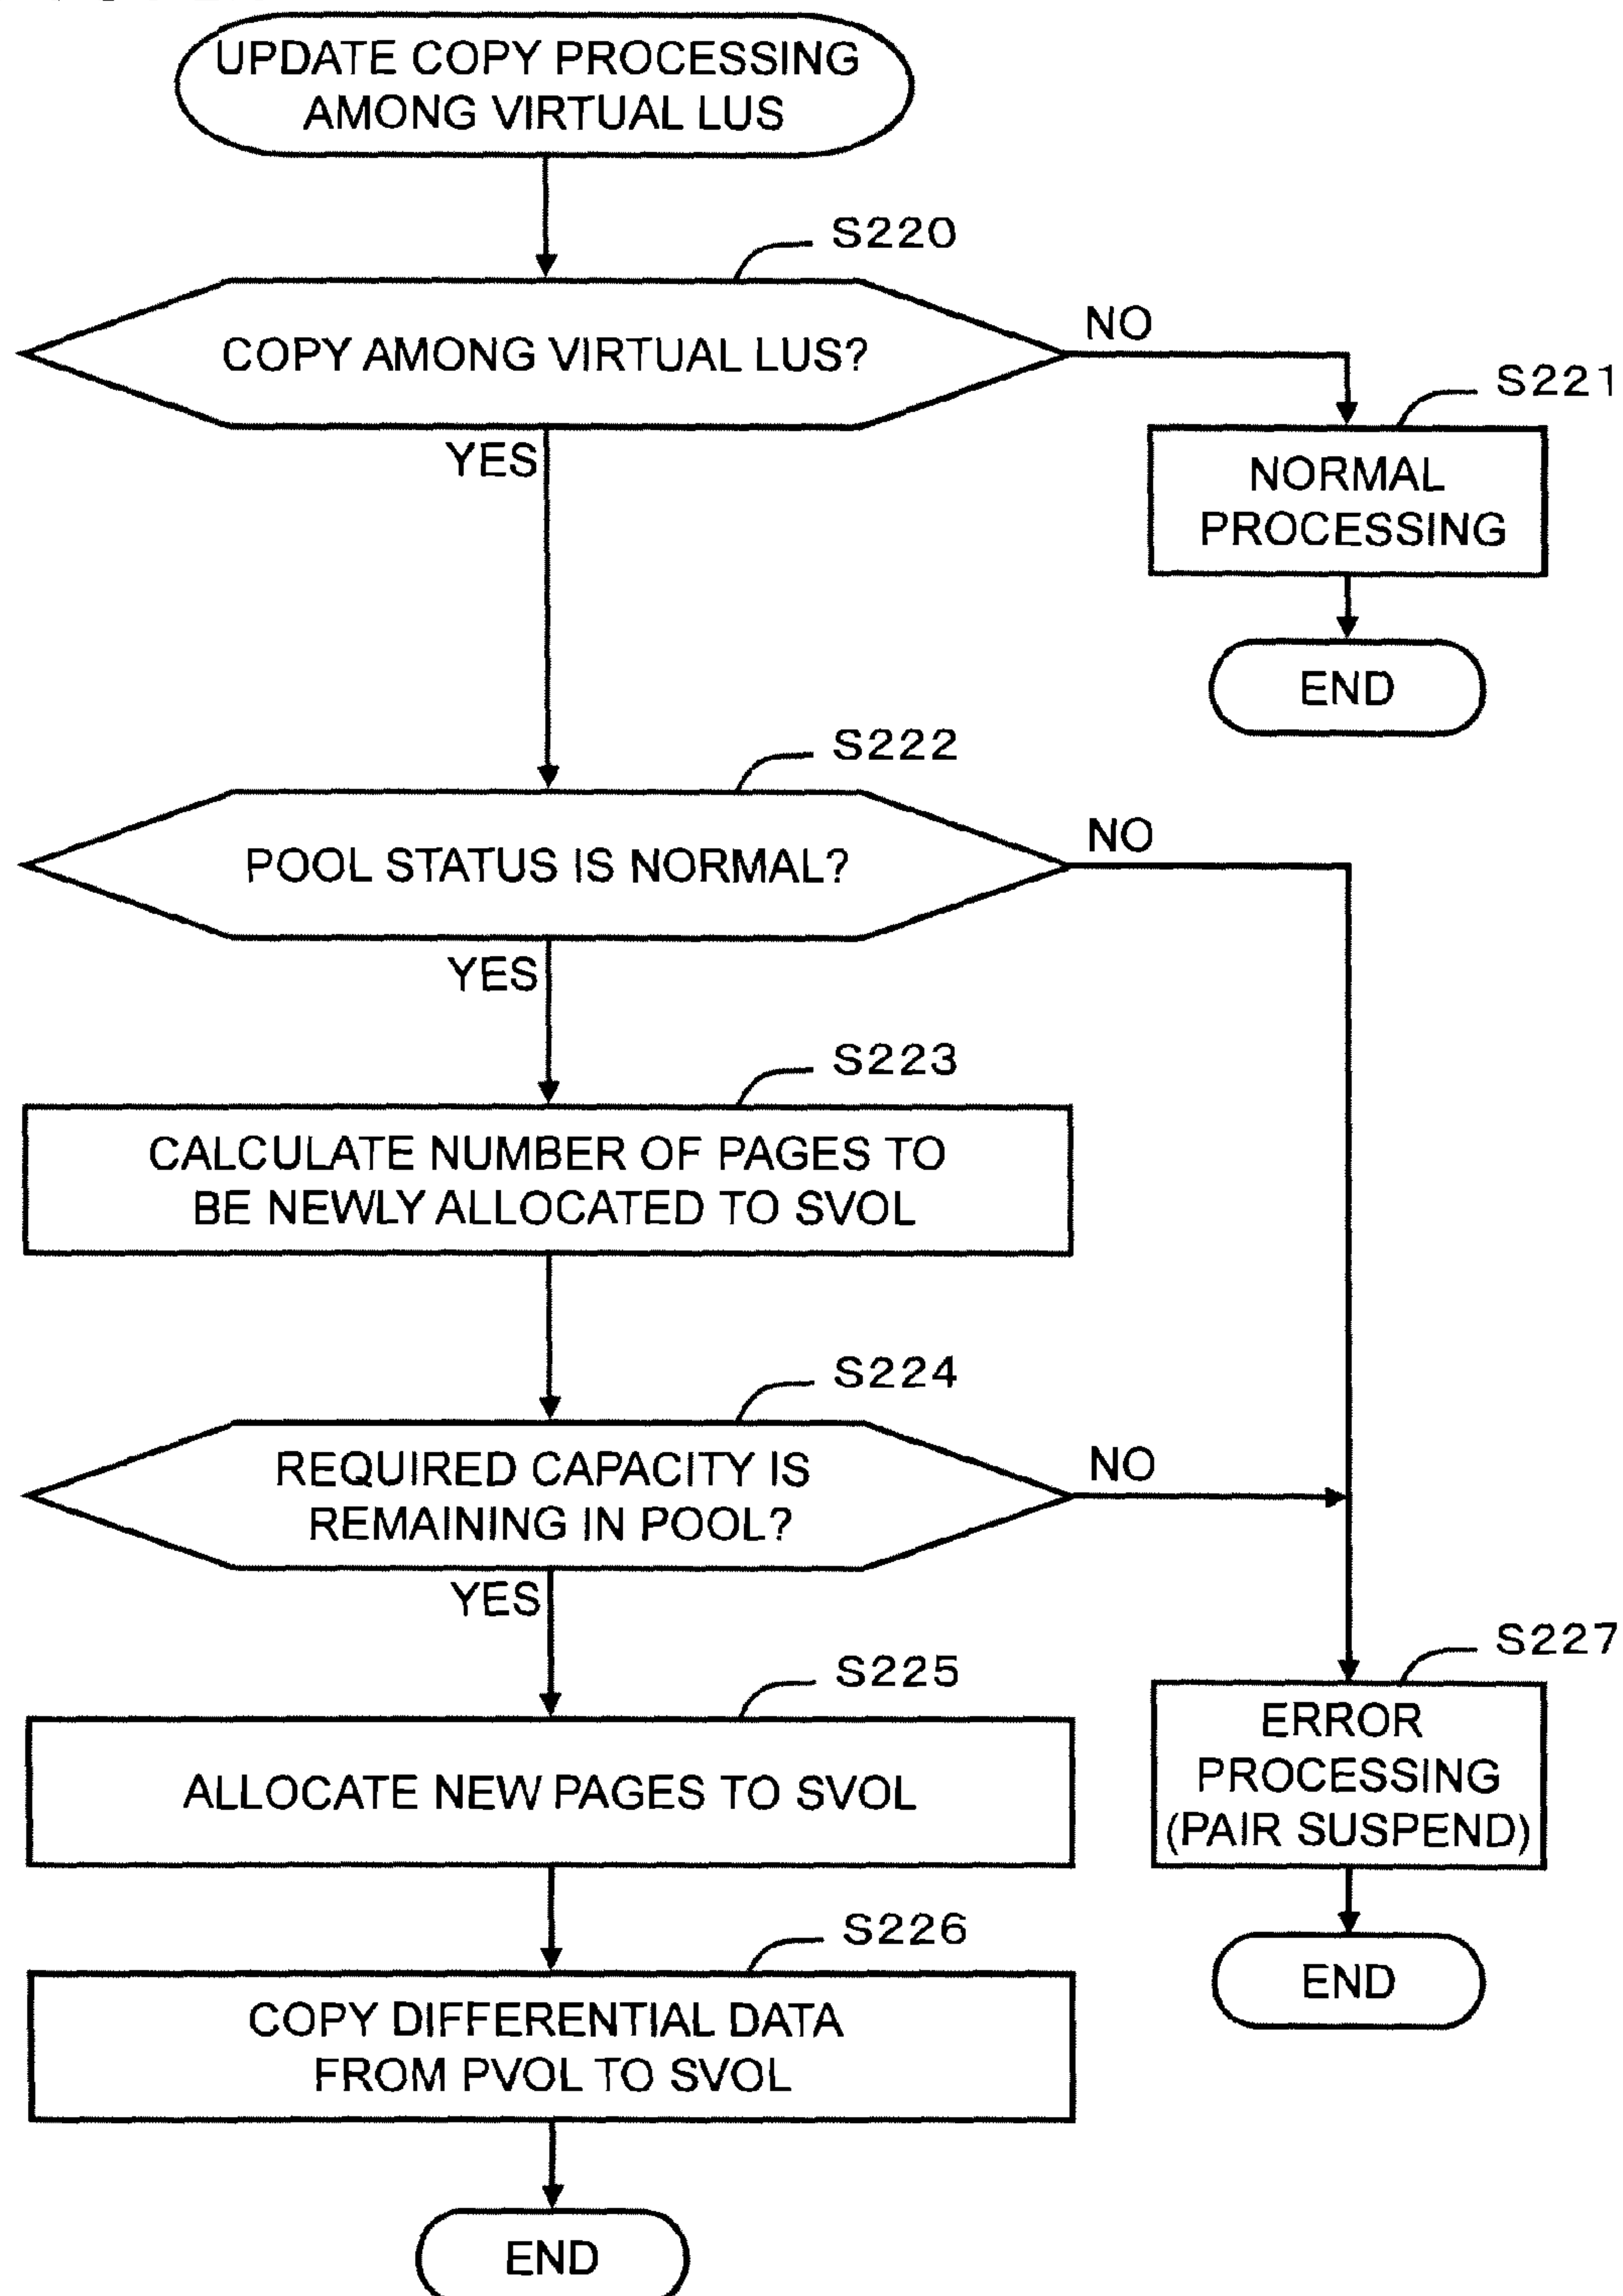 UPDATE COPY PROCESSING
AMONG VIRTUAL LUS
S220
COPY AMONG VIRTUAL LUS?
NO
YES
S221
NORMAL
PROCESSING
END
S222
POOL STATUS IS NORMAL?
NO
YES
S223
CALCULATE NUMBER OF PAGES TO
BE NEWLY ALLOCATED TO SVOL
S224
REQUIRED CAPACITY IS
REMAINING IN POOL?
NO
YES
S225
ALLOCATE NEW PAGES TO SVOL
S227
ERROR
PROCESSING
(PAIR SUSPEND)
END
S226
COPY DIFFERENTIAL DATA
FROM PVOL TO SVOL
END